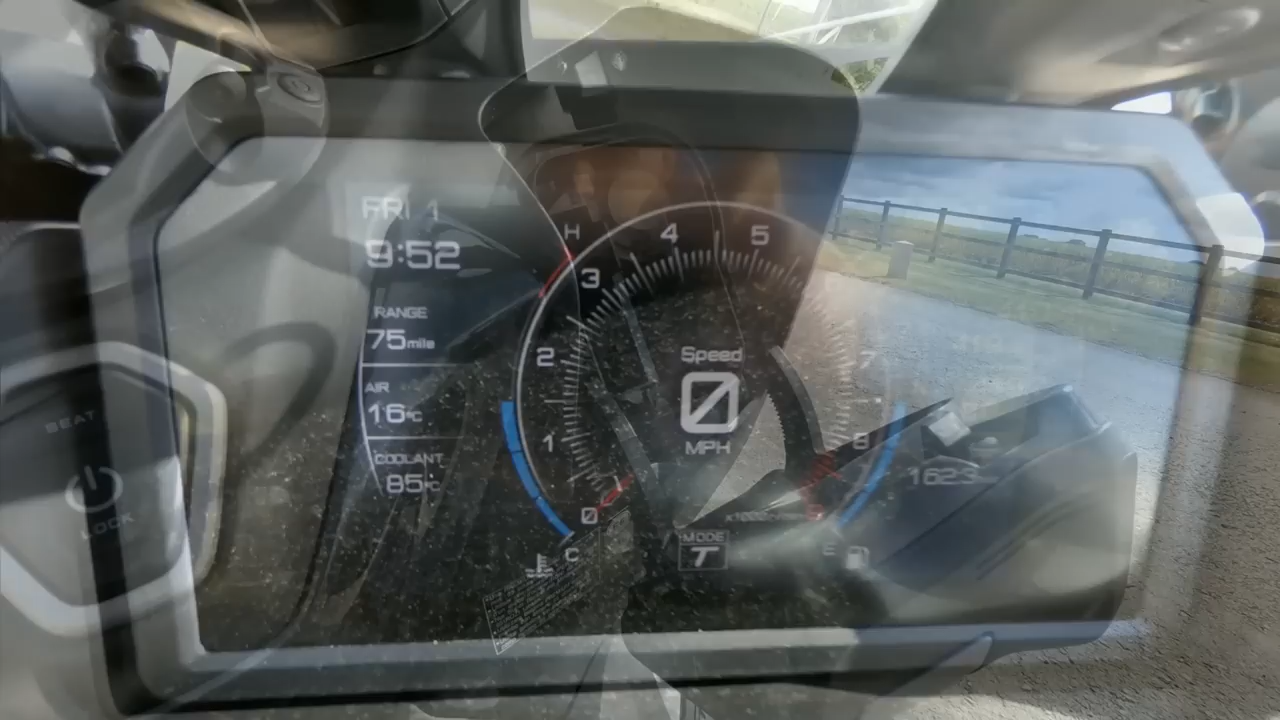 FRI 1
9:52
RANGE
75mile
AIR
16°C
COOLANT
85°C
H
C
0
1
2
3
4
5
7
8
Speed
0
MPH
MODE
T
E
SEAT
LOCK